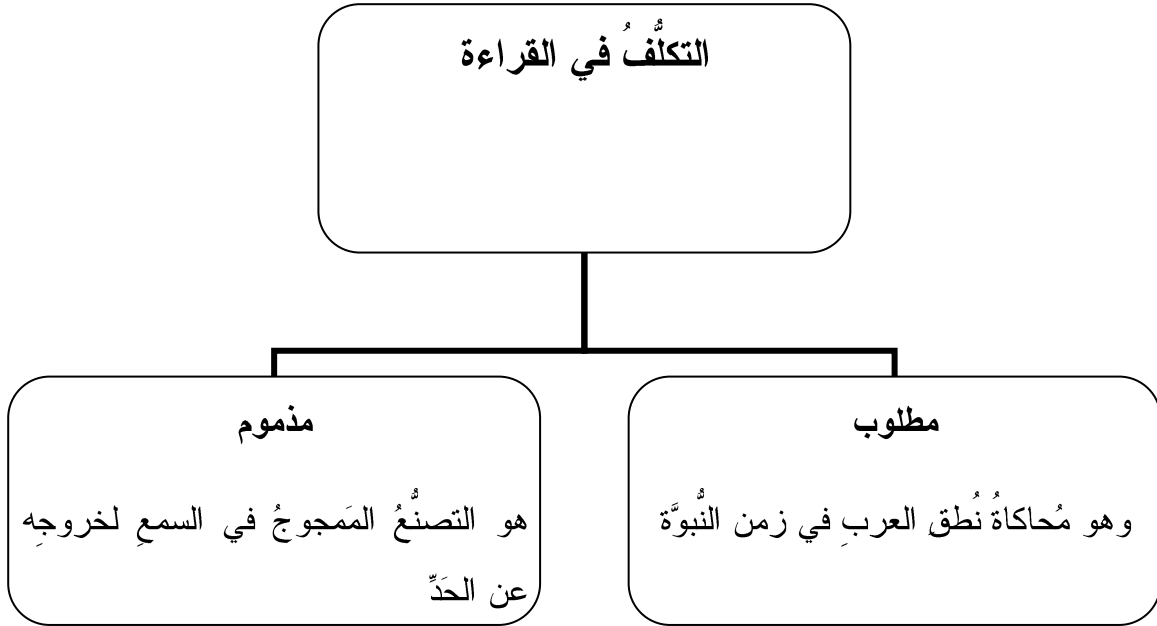 التكلُّفُ في القراءة
مطلوب
وهو مُحاكاةُ نُطقِ العربِ في زمن النُّبوَّة
مذموم
هو التصنُّعُ المَمجوجُ في السمعِ لخروجِه
عن الحَدِّ